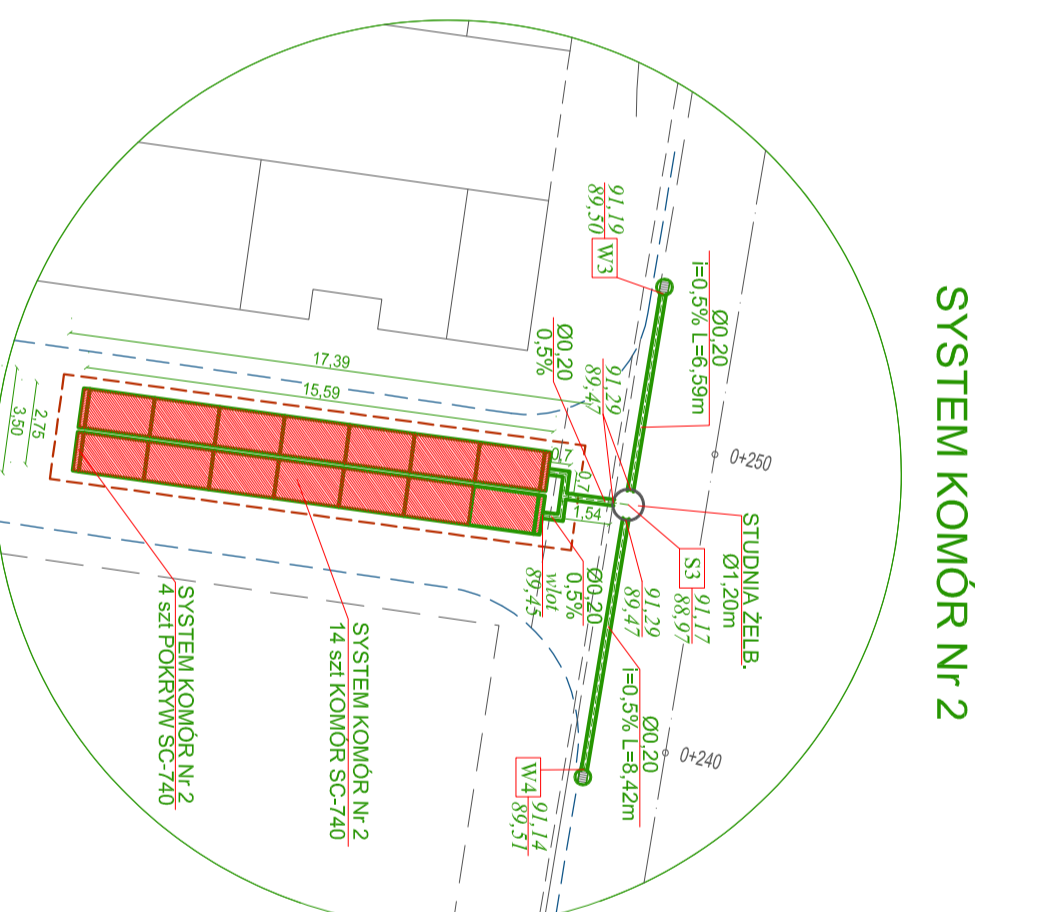 SYSTEM KOMÓR Nr 2
0+250
0+240
Ø0,20
i=0,5% L=6,59m
91,19
89,50
W3
Ø0,20
0,5%
91,29
89,47
STUDNIA ŻELB.
Ø1,20m
S3
91,17
88,97
91,29
89,47
Ø0,20
i=0,5% L=8,42m
W4
91,14
89,51
Ø0,20
0,5%
wlot
89,45
17,39
15,59
0,7
0,7
1,54
2,75
3,50
SYSTEM KOMÓR Nr 2
14 szt KOMÓR SC-740
SYSTEM KOMÓR Nr 2
4 szt POKRYW SC-740